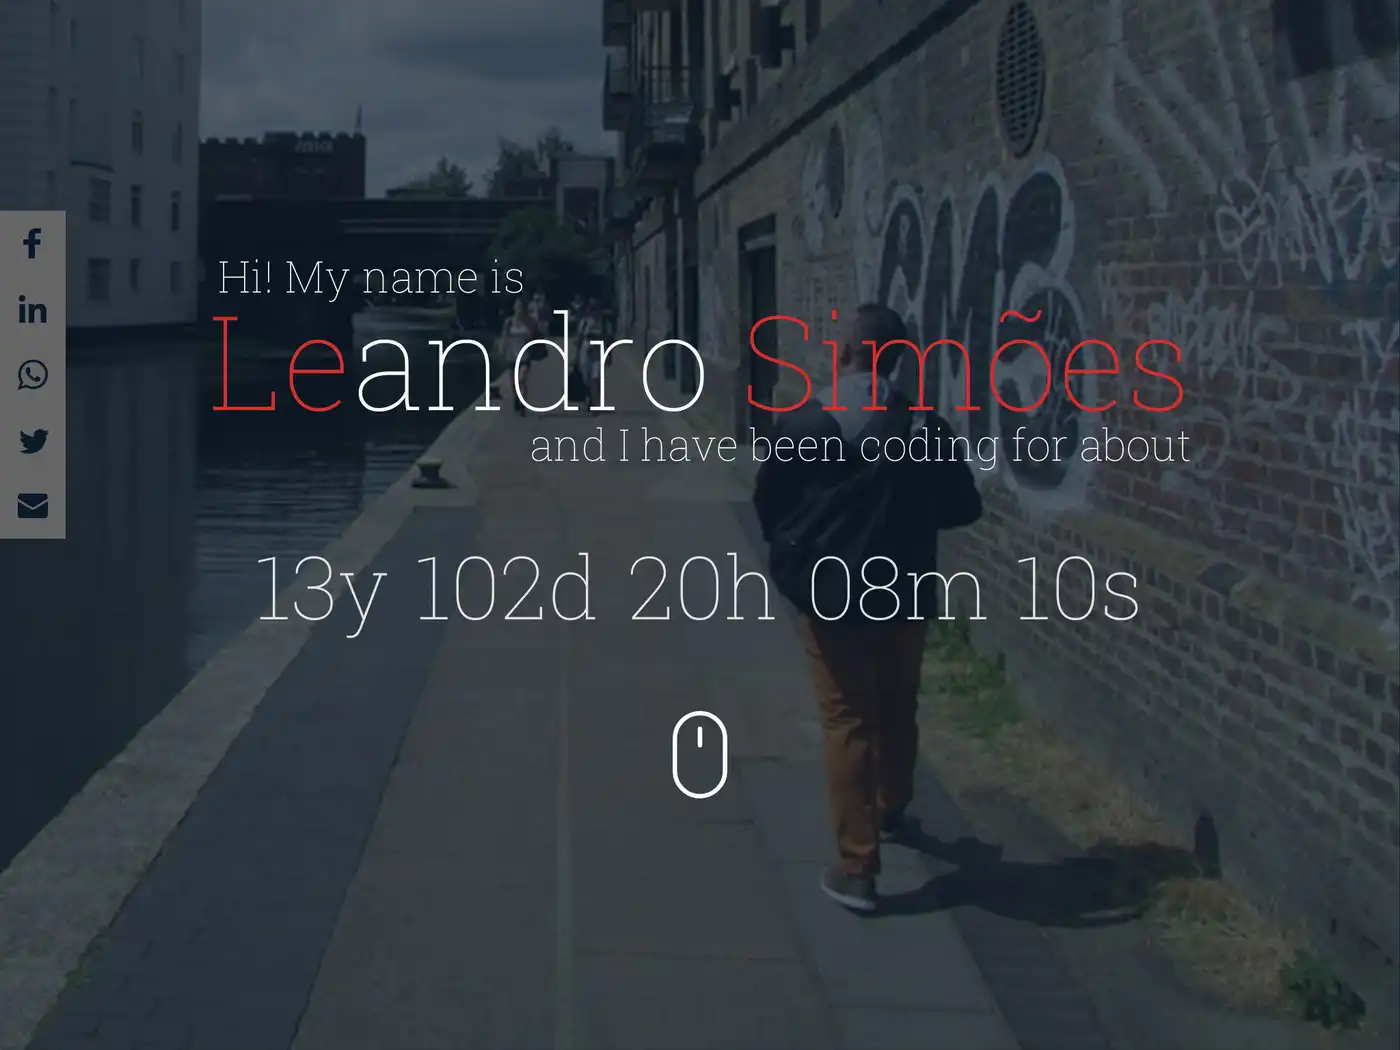 Hi! My name is
Leandro Simões
and I have been coding for about
13y 102d 20h 08m 10s